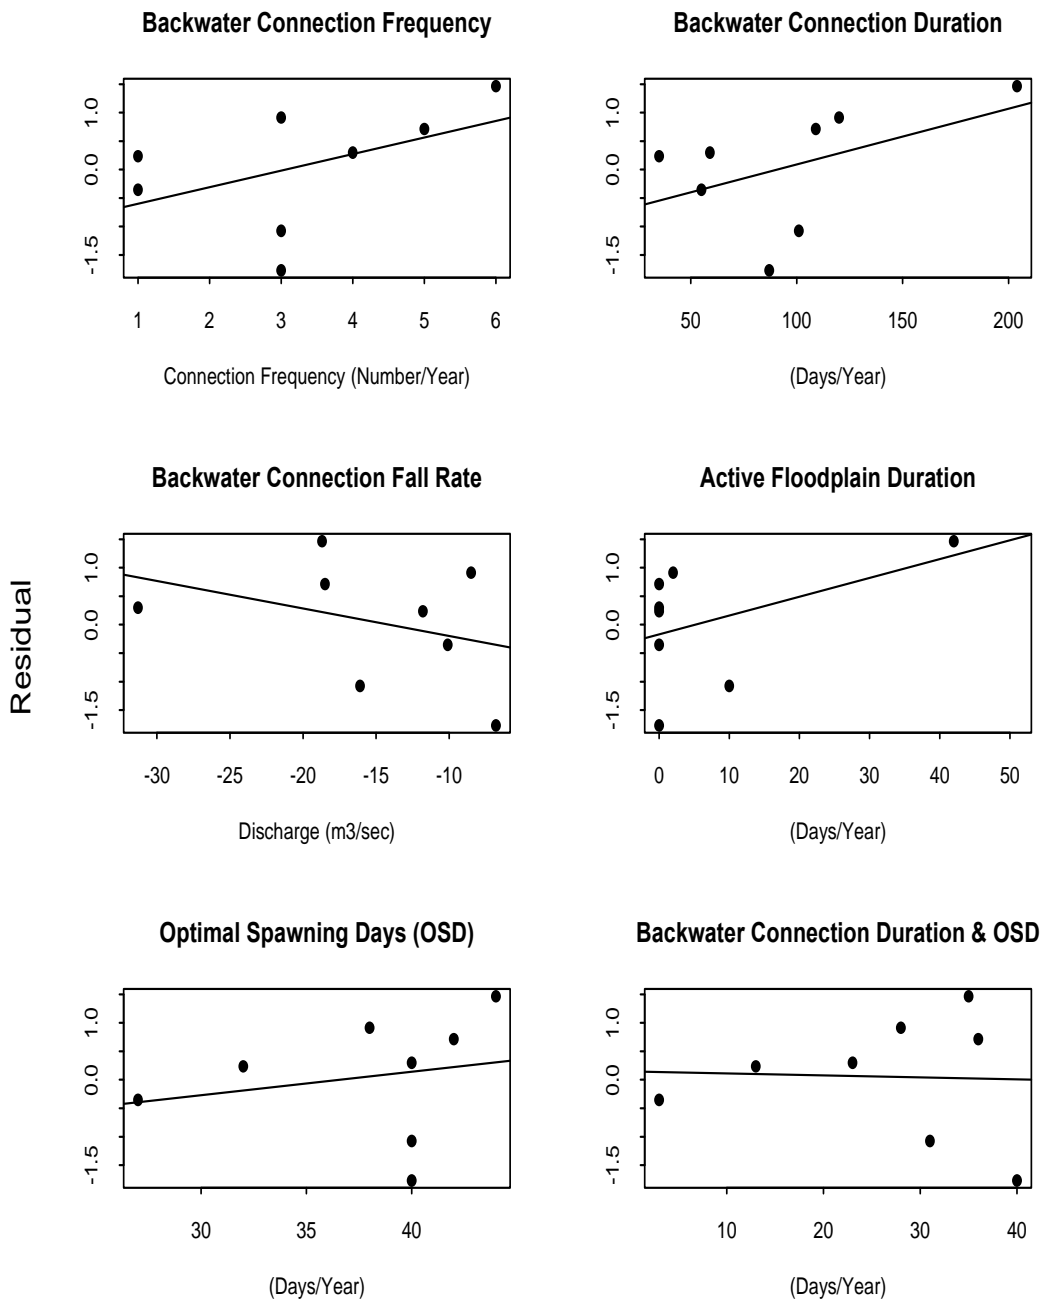 Backwater Connection Frequency
1.0
0.0
-1.5
1 2 3 4 5 6
Connection Frequency (Number/Year)
Backwater Connection Duration
1.0
0.0
-1.5
50 100 150 200
(Days/Year)
Residual
Backwater Connection Fall Rate
1.0
0.0
-1.5
-30 -25 -20 -15 -10
Discharge (m3/sec)
Active Floodplain Duration
1.0
0.0
-1.5
0 10 20 30 40 50
(Days/Year)
Optimal Spawning Days (OSD)
1.0
0.0
-1.5
30 35 40
(Days/Year)
Backwater Connection Duration & OSD
1.0
0.0
-1.5
10 20 30 40
(Days/Year)